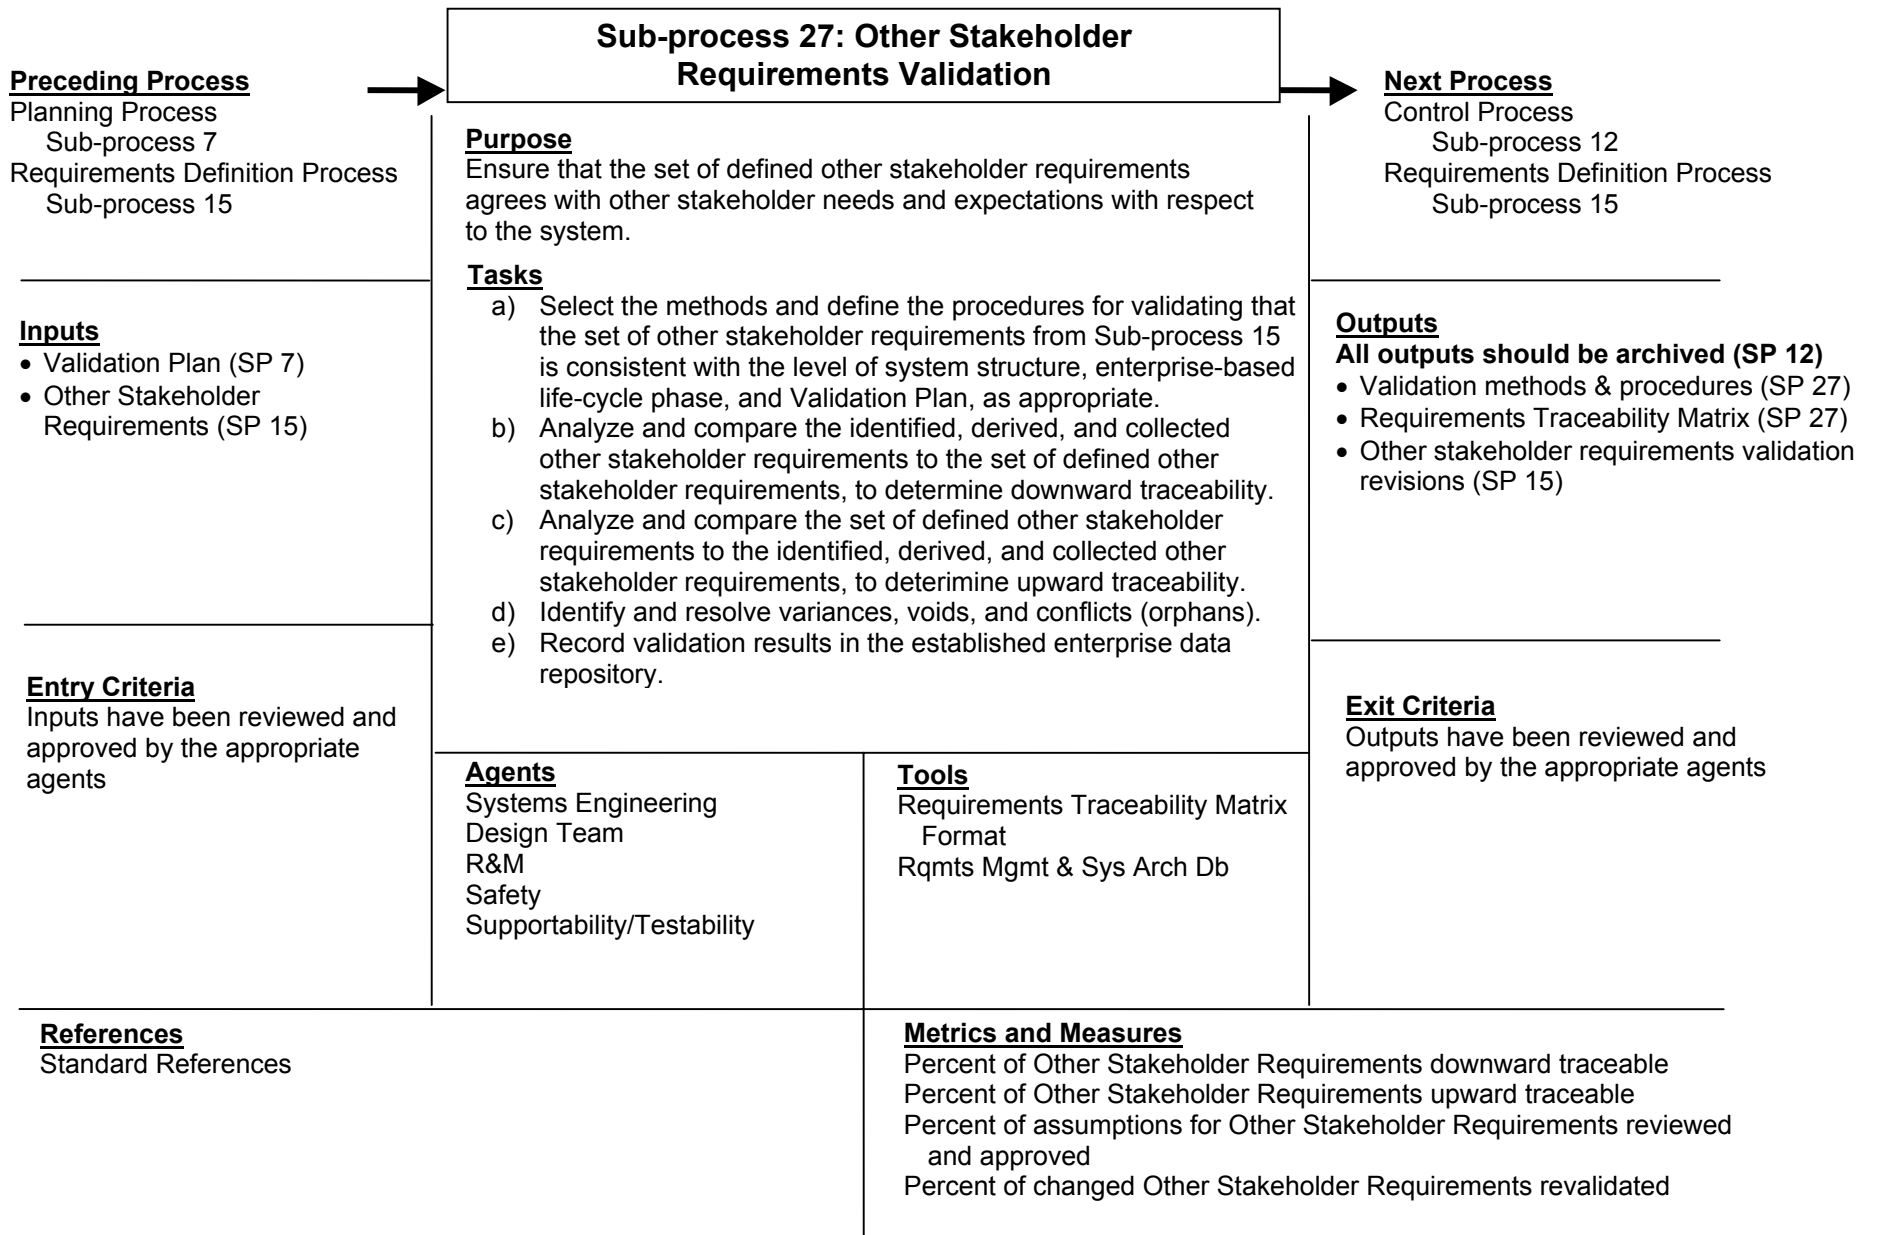 Sub-process 27: Other Stakeholder
Requirements Validation
Preceding Process
Planning Process
Sub-process 7
Requirements Definition Process
Sub-process 15
Next Process
Control Process
Sub-process 12
Requirements Definition Process
Sub-process 15
Purpose
Ensure that the set of defined other stakeholder requirements
agrees with other stakeholder needs and expectations with respect
to the system.
Tasks
a) Select the methods and define the procedures for validating that
the set of other stakeholder requirements from Sub-process 15
is consistent with the level of system structure, enterprise-based
life-cycle phase, and Validation Plan, as appropriate.
b) Analyze and compare the identified, derived, and collected
other stakeholder requirements to the set of defined other
stakeholder requirements, to determine downward traceability.
c) Analyze and compare the set of defined other stakeholder
requirements to the identified, derived, and collected other
stakeholder requirements, to deterimine upward traceability.
d) Identify and resolve variances, voids, and conflicts (orphans).
e) Record validation results in the established enterprise data
repository.
Inputs
• Validation Plan (SP 7)
• Other Stakeholder
Requirements (SP 15)
Outputs
All outputs should be archived (SP 12)
• Validation methods & procedures (SP 27)
• Requirements Traceability Matrix (SP 27)
• Other stakeholder requirements validation
revisions (SP 15)
Entry Criteria
Inputs have been reviewed and
approved by the appropriate
agents
Exit Criteria
Outputs have been reviewed and
approved by the appropriate agents
Agents
Systems Engineering
Design Team
R&M
Safety
Supportability/Testability
Tools
Requirements Traceability Matrix
Format
Rqmts Mgmt & Sys Arch Db
References
Standard References
Metrics and Measures
Percent of Other Stakeholder Requirements downward traceable
Percent of Other Stakeholder Requirements upward traceable
Percent of assumptions for Other Stakeholder Requirements reviewed
and approved
Percent of changed Other Stakeholder Requirements revalidated